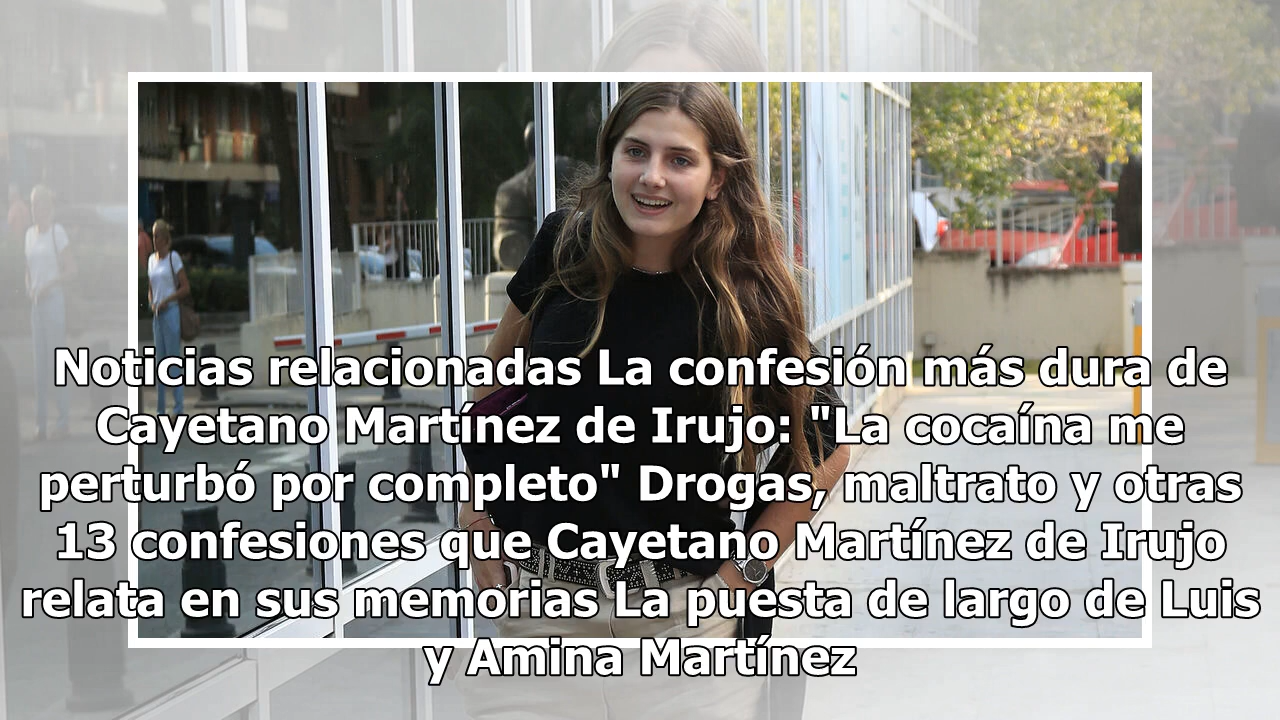 Noticias relacionadas La confesión más dura de
Cayetano Martínez de Irujo: "La cocaína me
perturbó por completo" Drogas, maltrato y otras
13 confesiones que Cayetano Martínez de Irujo
relata en sus memorias La puesta de largo de Luis
y Amina Martínez